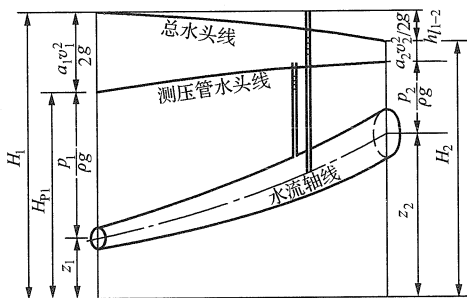 总水头线
测压管水头线
水流轴线
H₁
H_P1
a₁v₁²
2g
p₁
ρg
z₁
h_l1-2
a₂v₂²/2g
p₂
ρg
z₂
H₂